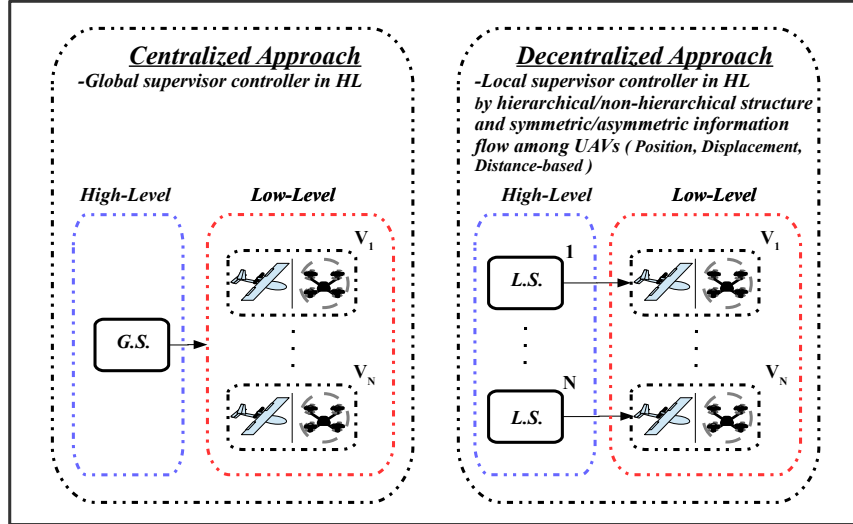 Centralized Approach
-Global supervisor controller in HL
High-Level
Low-Level
V1
G.S.
VN
Decentralized Approach
-Local supervisor controller in HL
by hierarchical/non-hierarchical structure
and symmetric/asymmetric information
flow among UAVs ( Position, Displacement,
Distance-based )
High-Level
Low-Level
1
V1
L.S.
N
VN
L.S.